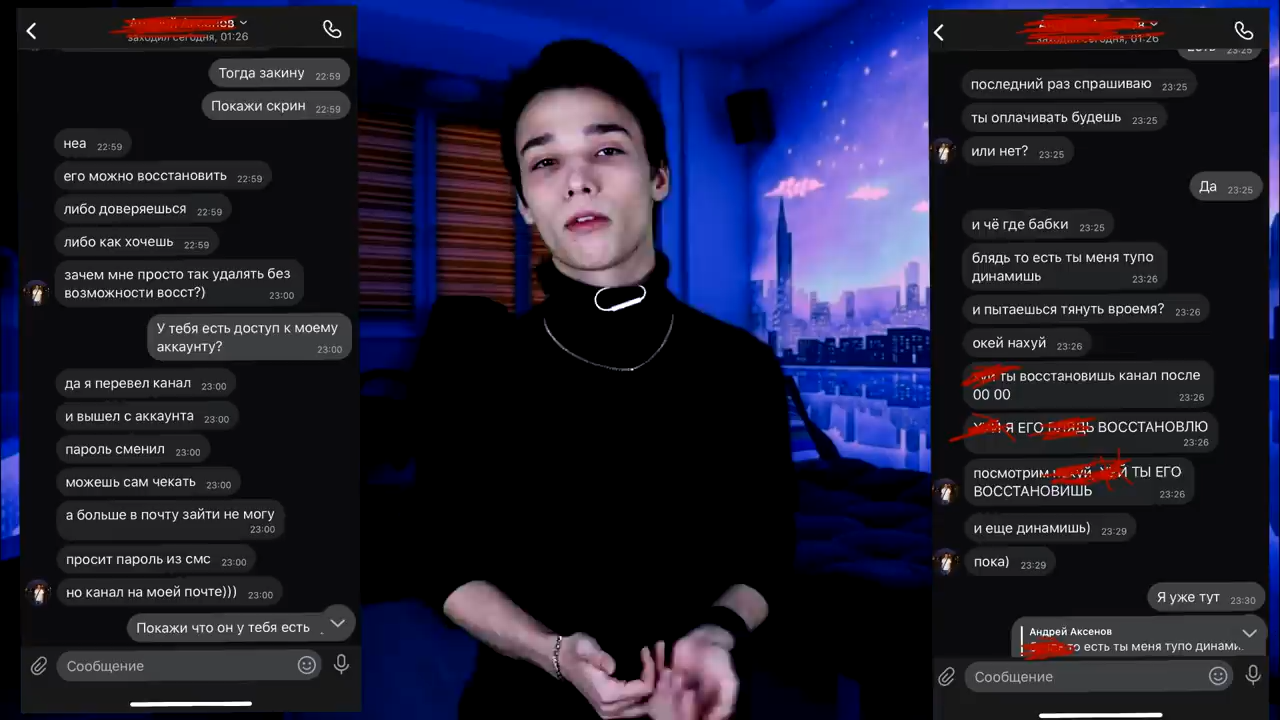 заходил сегодня, 01:26
Тогда закину 22:59
Покажи скрин 22:59
неа 22:59
его можно восстановить 22:59
либо доверяешься 22:59
либо как хочешь 22:59
зачем мне просто так удалять без
возможности восст?) 23:00
У тебя есть доступ к моему
аккаунту? 23:00
да я перевел канал 23:00
и вышел с аккаунта 23:00
пароль сменил 23:00
можешь сам чекать 23:00
а больше в почту зайти не могу
23:00
просит пароль из смс 23:00
но канал на моей почте))) 23:00
Покажи что он у тебя есть
Сообщение
заходил сегодня, 01:26
23:25
последний раз спрашиваю 23:25
ты оплачивать будешь 23:25
или нет? 23:25
Да 23:25
и чё где бабки 23:25
блядь то есть ты меня тупо
динамишь 23:26
и пытаешься тянуть вроемя? 23:26
окей нахуй 23:26
ты восстановишь канал после
00 00 23:26
Я ЕГО БЛЯДЬ ВОССТАНОВЛЮ
23:26
посмотрим ТЫ ЕГО
ВОССТАНОВИШЬ 23:26
и еще динамишь) 23:29
пока) 23:29
Я уже тут 23:30
Андрей Аксенов
то есть ты меня тупо динами..
Сообщение